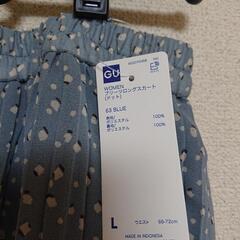 GU
WOMEN
プリーツロングスカート
(ドット)
63 BLUE
表地/
ポリエステル 100%
裏地/
ポリエステル 100%
L ウエスト 66-72cm
MADE IN INDONESIA